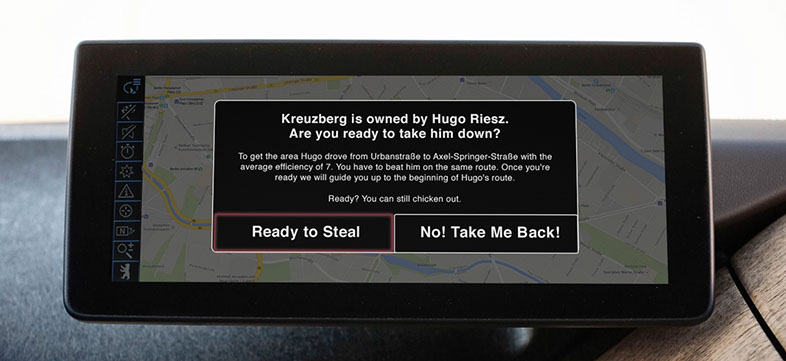 Kreuzberg is owned by Hugo Riesz.
Are you ready to take him down?
To get the area Hugo drove from Urbanstraße to Axel-Springer-Straße with the
average efficiency of 7. You have to beat him on the same route. Once you're
ready we will guide you up to the beginning of Hugo's route.
Ready? You can still chicken out.
Ready to Steal
No! Take Me Back!
N